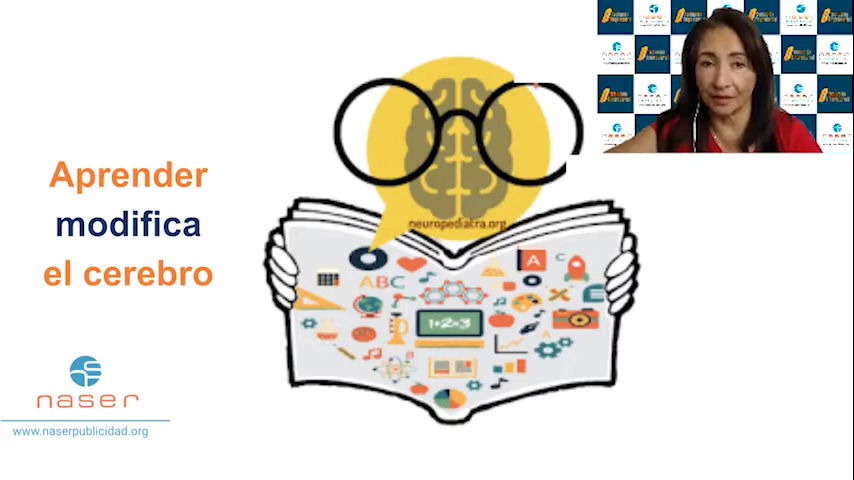 Aprender
modifica
el cerebro
neuropediatra.org
A
C
ABC
1+2=3
B
naser
www.naserpublicidad.org